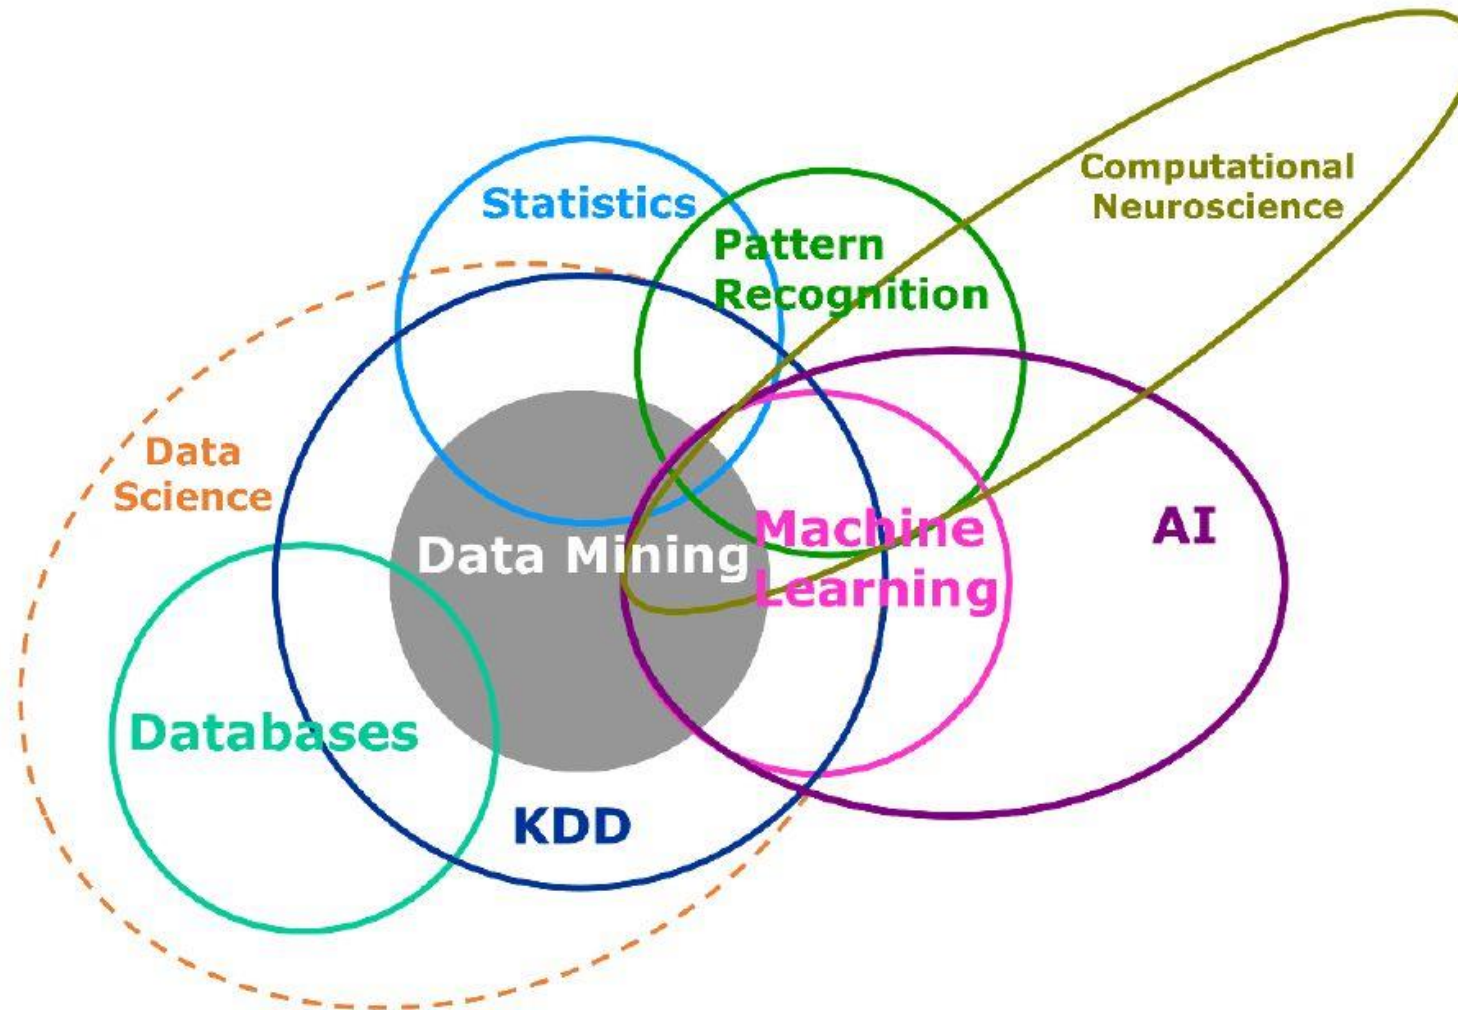 Computational
Neuroscience
Statistics
Pattern
Recognition
Data
Science
Data Mining
Machine
Learning
AI
Databases
KDD